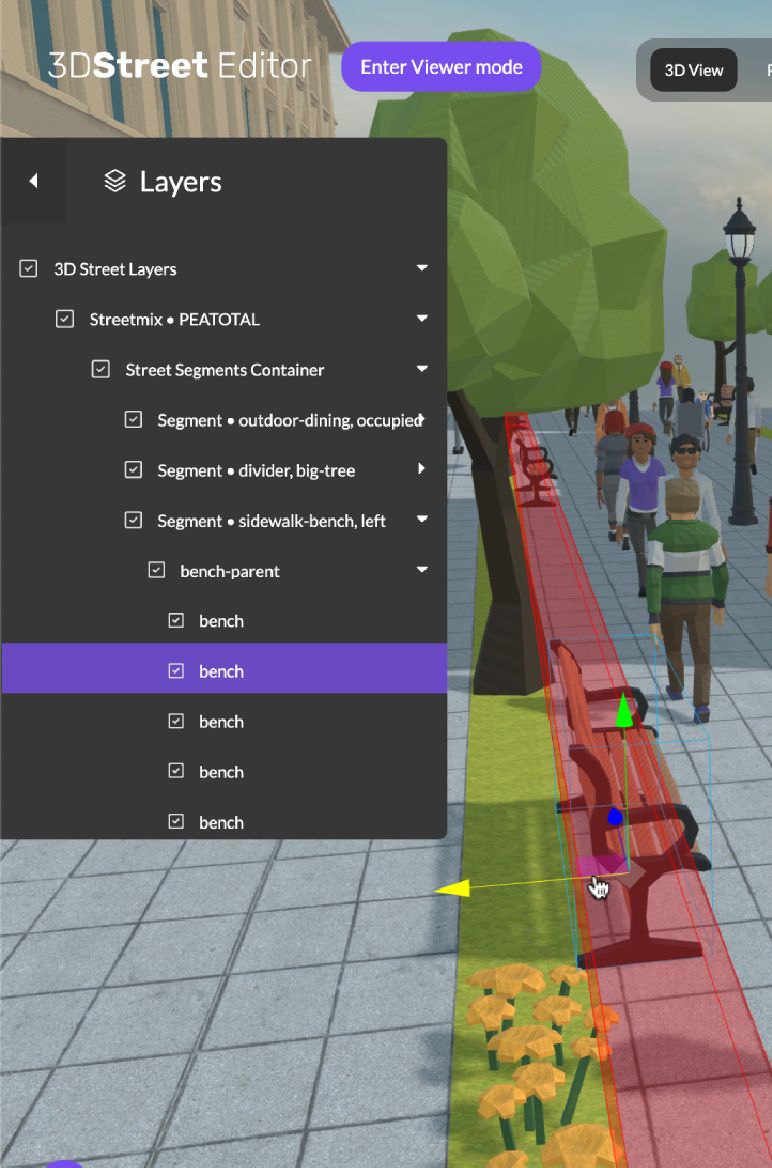 3DStreet Editor
Enter Viewer mode
3D View
Layers
3D Street Layers
Streetmix • PEATOTAL
Street Segments Container
Segment • outdoor-dining, occupied
Segment • divider, big-tree
Segment • sidewalk-bench, left
bench-parent
bench
bench
bench
bench
bench